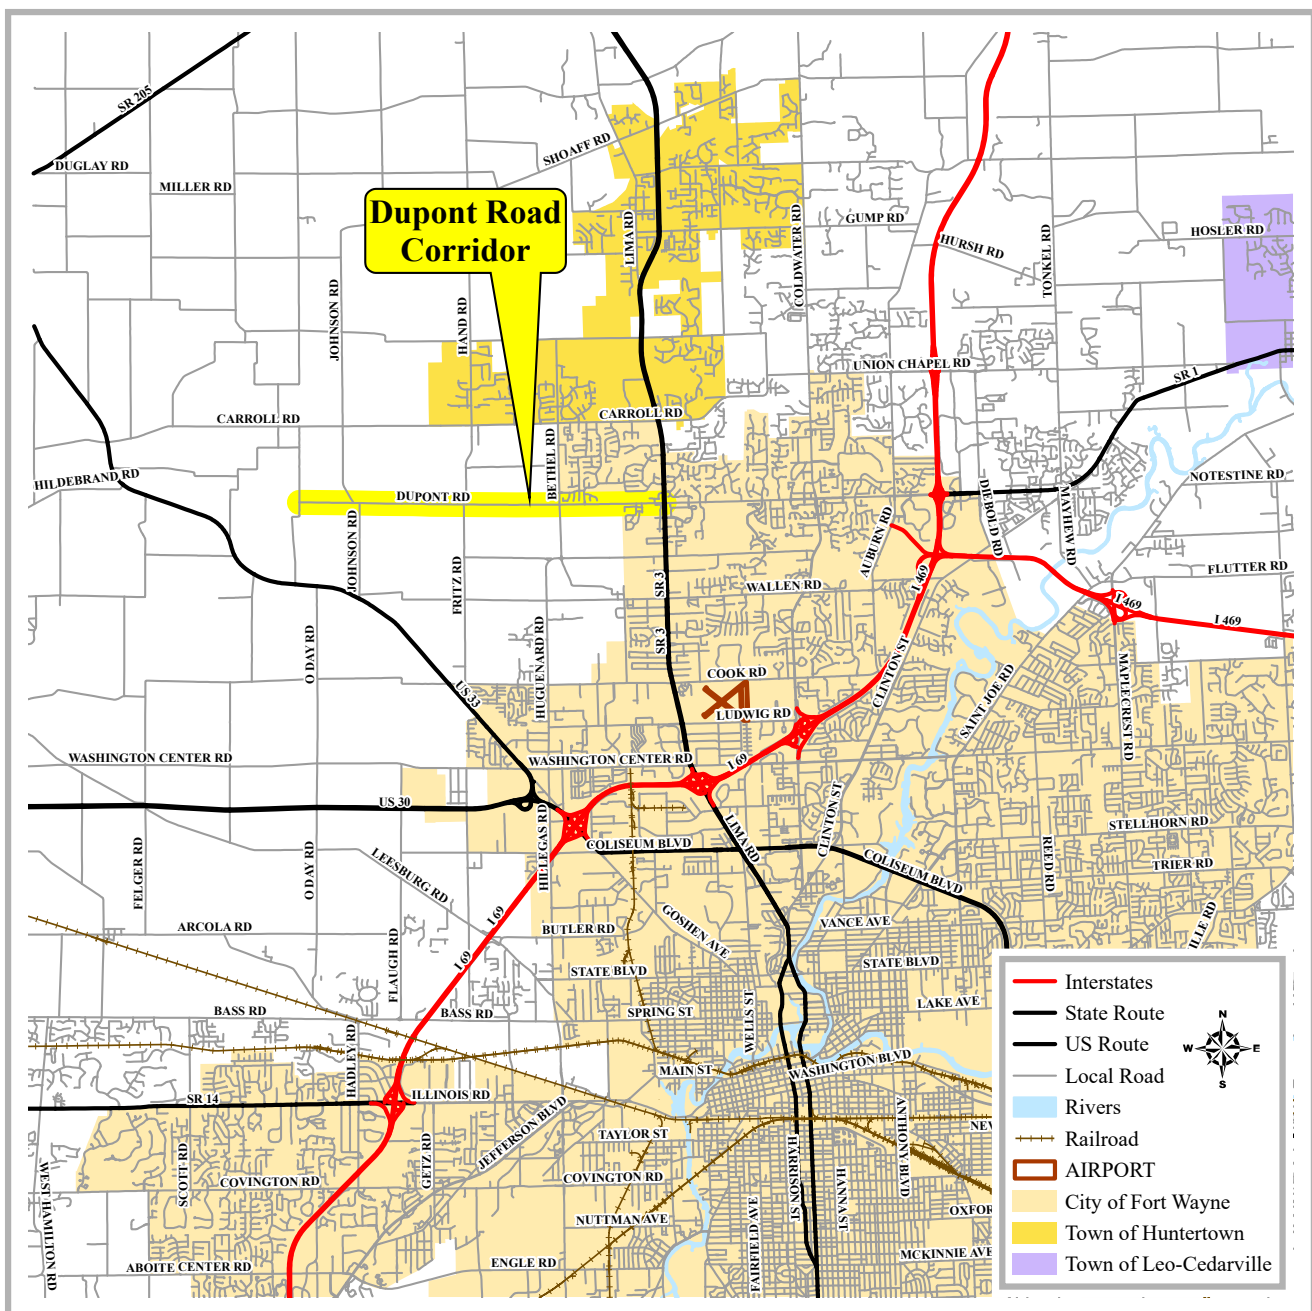 SR 205
DUGLAY RD
MILLER RD
SHOAFF RD
Dupont Road
Corridor
LIMA RD
COLDWATER RD
GUMP RD
HURSH RD
TONKEL RD
HOSLER RD
JOHNSON RD
HAND RD
UNION CHAPEL RD
SR 1
CARROLL RD
CARROLL RD
BETHEL RD
HILDEBRAND RD
DUPONT RD
NOTESTINE RD
DIEBOLD RD
MAYHEW RD
AUBURN RD
JOHNSON RD
FRITZ RD
SR 3
WALLEN RD
I 469
FLUTTER RD
I 469
I 469
O DAY RD
HUGUENARD RD
SR 3
CLINTON ST
SAINT JOE RD
MAPLECREST RD
COOK RD
US 33
LUDWIG RD
WASHINGTON CENTER RD
WASHINGTON CENTER RD
I 69
US 30
HILLEGAS RD
LIMA RD
CLINTON ST
STELLHORN RD
FELGER RD
O DAY RD
LEESBURG RD
COLISEUM BLVD
COLISEUM BLVD
REED RD
TRIER RD
ARCOLA RD
I 69
BUTLER RD
GOSHEN AVE
VANCE AVE
ILLE RD
FLAUGH RD
I 69
STATE BLVD
STATE BLVD
BASS RD
BASS RD
SPRING ST
WELLS ST
LAKE AVE
HADLEY RD
MAIN ST
WASHINGTON BLVD
SR 14
ILLINOIS RD
JEFFERSON BLVD
TAYLOR ST
ANTHONY BLVD
NEW
WEST HAMILTON RD
SCOTT RD
COVINGTON RD
GETZ RD
COVINGTON RD
HARRISON ST
HANNA ST
NUTTMAN AVE
FAIRFIELD AVE
OXFOR
ABOITE CENTER RD
ENGLE RD
MCKINNIE AVE
Interstates
State Route
US Route
Local Road
Rivers
Railroad
AIRPORT
City of Fort Wayne
Town of Huntertown
Town of Leo-Cedarville
N
W E
S